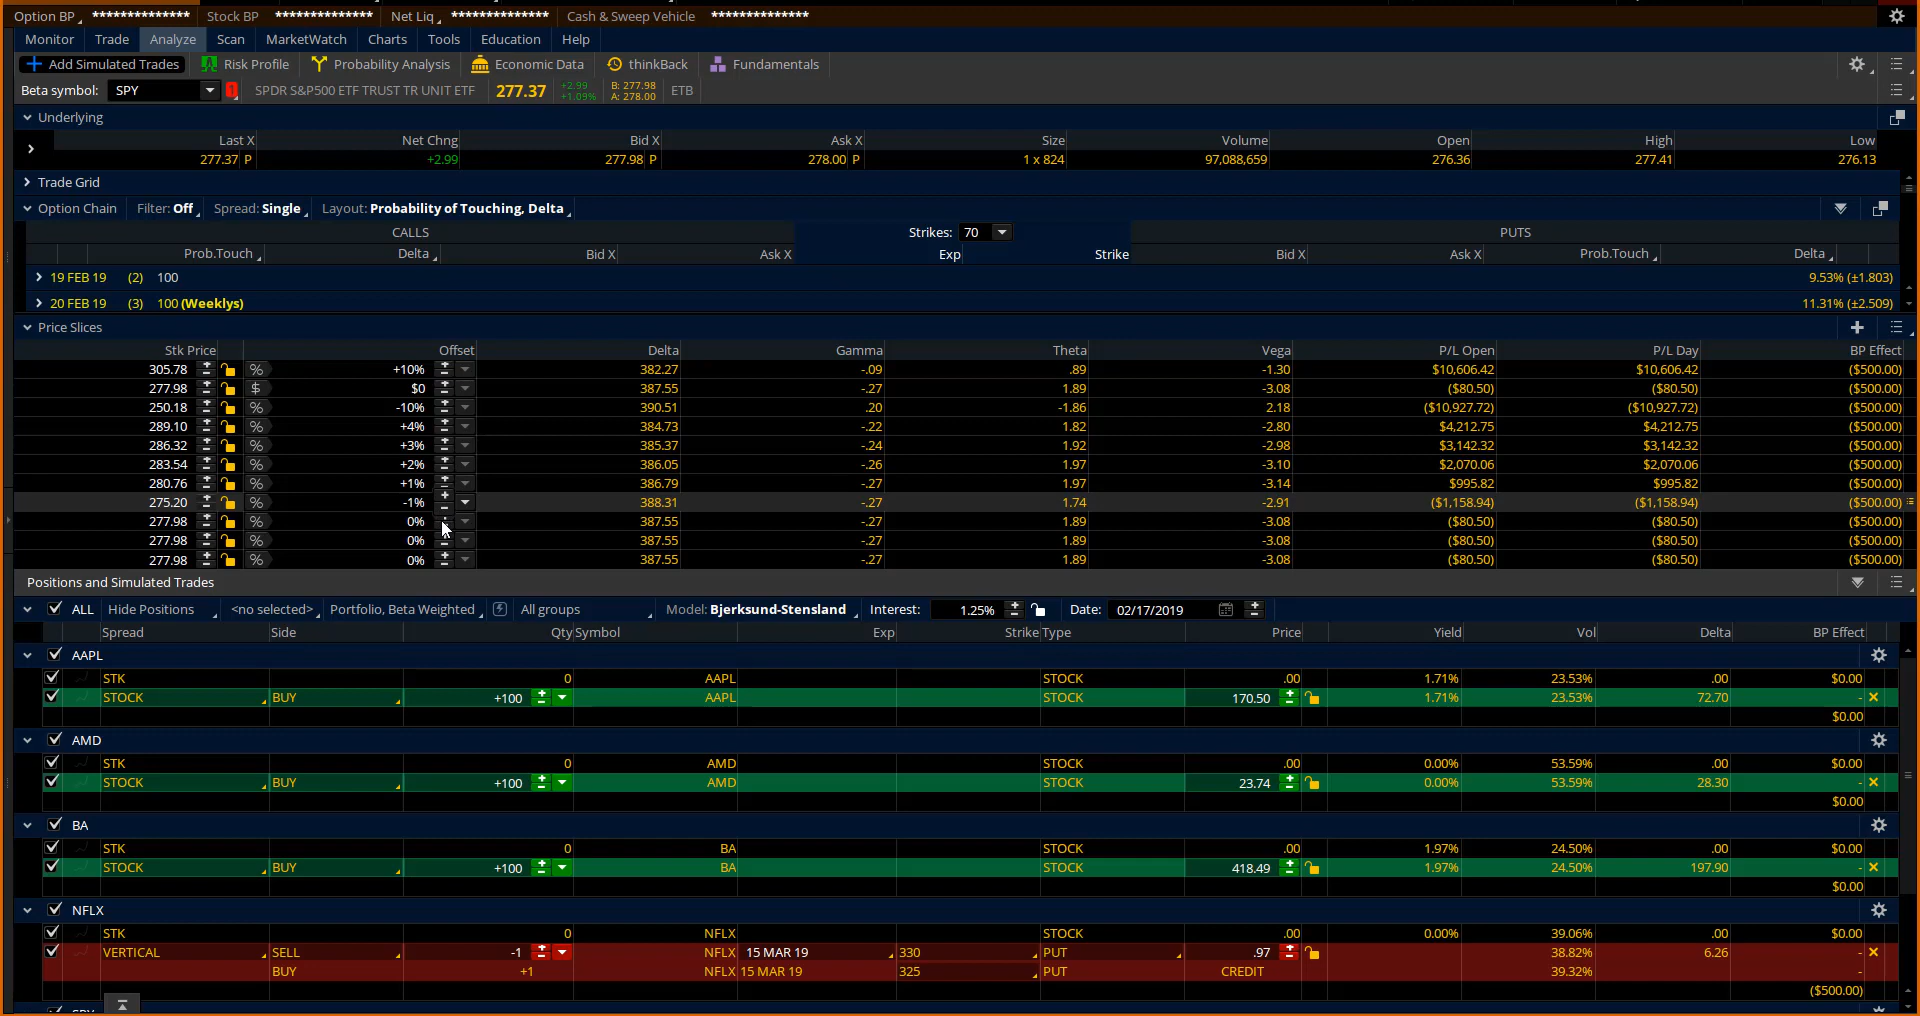 Option BP ************** Stock BP ************** Net Liq ************** Cash & Sweep Vehicle **************
Monitor Trade Analyze Scan MarketWatch Charts Tools Education Help
Add Simulated Trades Risk Profile Probability Analysis Economic Data thinkBack Fundamentals
Beta symbol: SPY 1 SPDR S&P500 ETF TRUST TR UNIT ETF 277.37 +2.99 +1.09% B: 277.98 A: 278.00 ETB
Underlying
Last X Net Chng Bid X Ask X Size Volume Open High Low
277.37 P +2.99 277.98 P 278.00 P 1 x 824 97,088,659 276.36 277.41 276.13
Trade Grid
Option Chain Filter: Off Spread: Single Layout: Probability of Touching, Delta
CALLS Strikes: 70 PUTS
Prob.Touch Delta Bid X Ask X Exp Strike Bid X Ask X Prob.Touch Delta
19 FEB 19 (2) 100 9.53% (±1.803)
20 FEB 19 (3) 100 (Weeklys) 11.31% (±2.509)
Price Slices
Stk Price Offset Delta Gamma Theta Vega P/L Open P/L Day BP Effect
305.78 % +10% 382.27 -.09 .89 -1.30 $10,606.42 $10,606.42 ($500.00)
277.98 $ $0 387.55 -.27 1.89 -3.08 ($80.50) ($80.50) ($500.00)
250.18 % -10% 390.51 .20 -1.86 2.18 ($10,927.72) ($10,927.72) ($500.00)
289.10 % +4% 384.73 -.22 1.82 -2.80 $4,212.75 $4,212.75 ($500.00)
286.32 % +3% 385.37 -.24 1.92 -2.98 $3,142.32 $3,142.32 ($500.00)
283.54 % +2% 386.05 -.26 1.97 -3.10 $2,070.06 $2,070.06 ($500.00)
280.76 % +1% 386.79 -.27 1.97 -3.14 $995.82 $995.82 ($500.00)
275.20 % -1% 388.31 -.27 1.74 -2.91 ($1,158.94) ($1,158.94) ($500.00)
277.98 % 0% 387.55 -.27 1.89 -3.08 ($80.50) ($80.50) ($500.00)
277.98 % 0% 387.55 -.27 1.89 -3.08 ($80.50) ($80.50) ($500.00)
277.98 % 0% 387.55 -.27 1.89 -3.08 ($80.50) ($80.50) ($500.00)
Positions and Simulated Trades
ALL Hide Positions <no selected> Portfolio, Beta Weighted All groups Model: Bjerksund-Stensland Interest: 1.25% Date: 02/17/2019
Spread Side Qty Symbol Exp Strike Type Price Yield Vol Delta BP Effect
AAPL
STK 0 AAPL STOCK .00 1.71% 23.53% .00 $0.00
STOCK BUY +100 AAPL STOCK 170.50 1.71% 23.53% 72.70 -
$0.00
AMD
STK 0 AMD STOCK .00 0.00% 53.59% .00 $0.00
STOCK BUY +100 AMD STOCK 23.74 0.00% 53.59% 28.30 -
$0.00
BA
STK 0 BA STOCK .00 1.97% 24.50% .00 $0.00
STOCK BUY +100 BA STOCK 418.49 1.97% 24.50% 197.90 -
$0.00
NFLX
STK 0 NFLX STOCK .00 0.00% 39.06% .00 $0.00
VERTICAL SELL -1 NFLX 15 MAR 19 330 PUT .97 38.82% 6.26 -
BUY +1 NFLX 15 MAR 19 325 PUT CREDIT 39.32% -
($500.00)